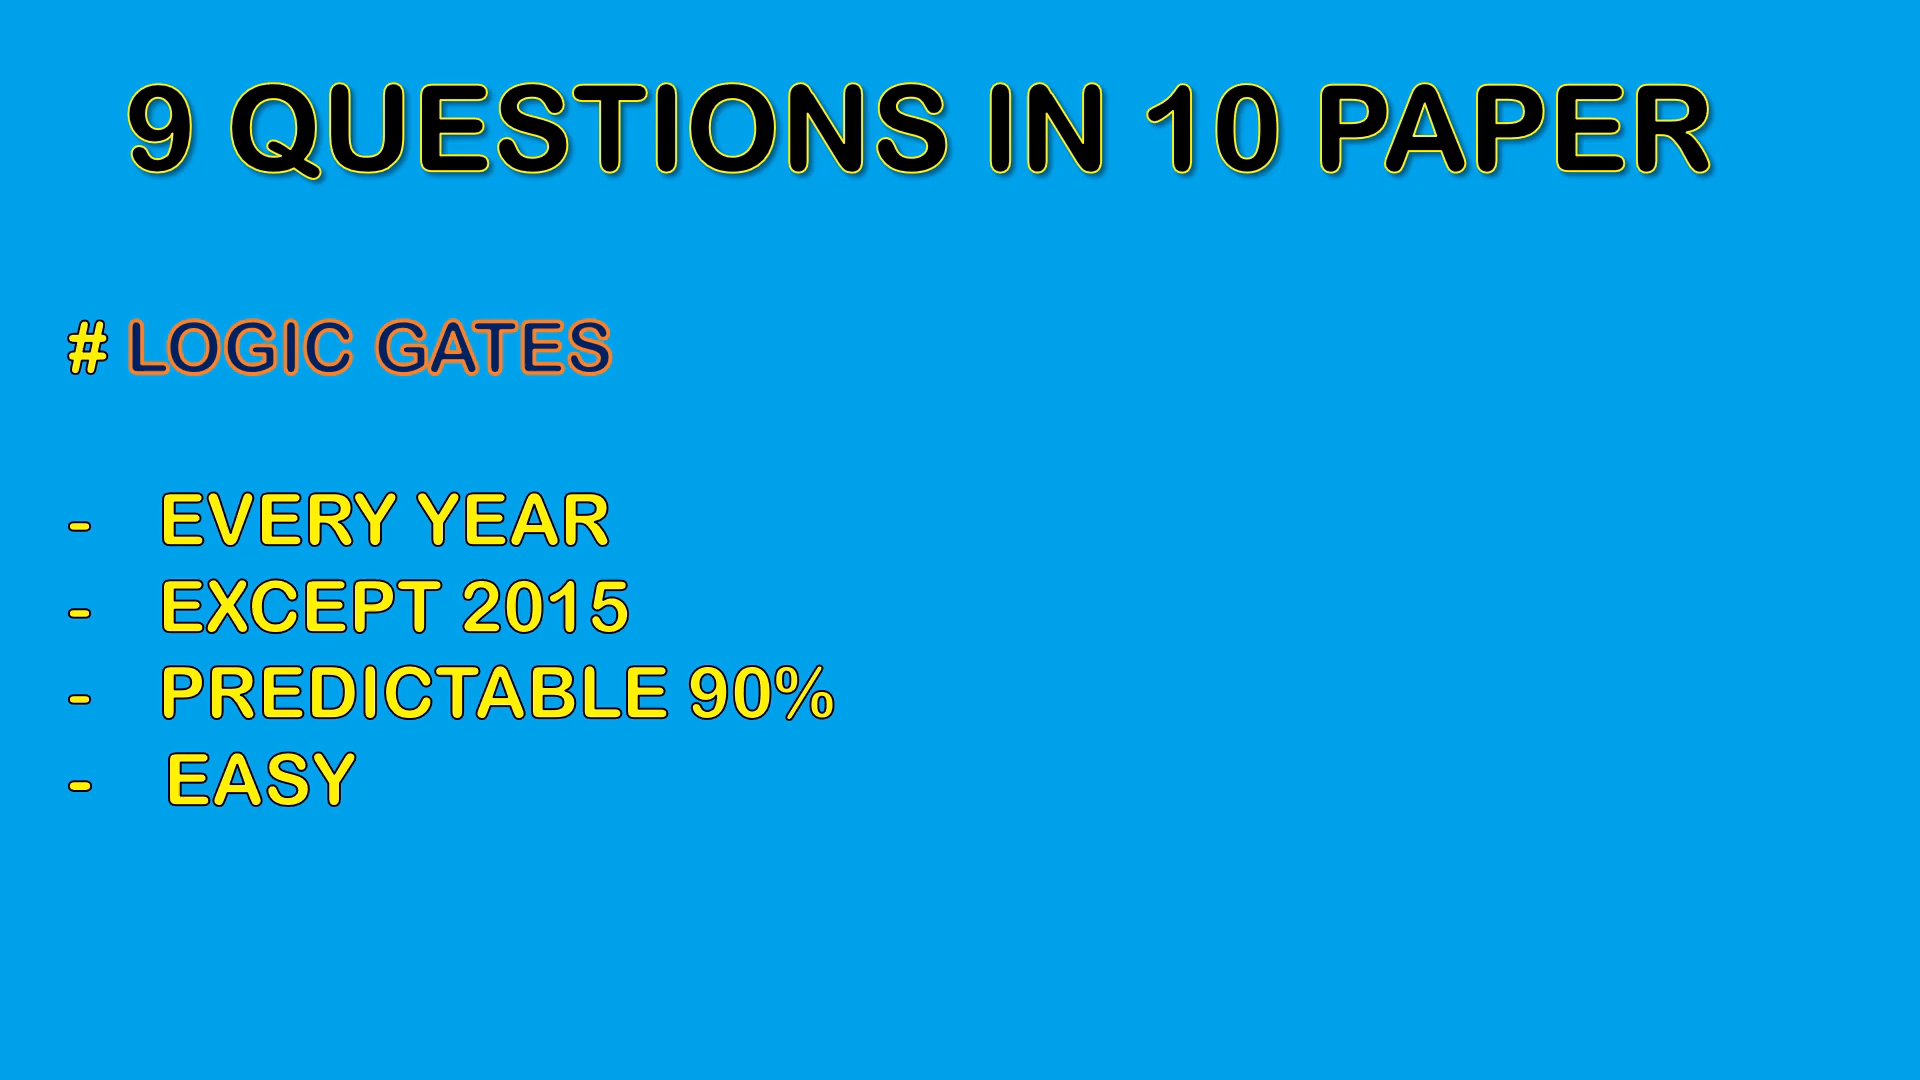 9 QUESTIONS IN 10 PAPER
# LOGIC GATES
- EVERY YEAR
- EXCEPT 2015
- PREDICTABLE 90%
- EASY